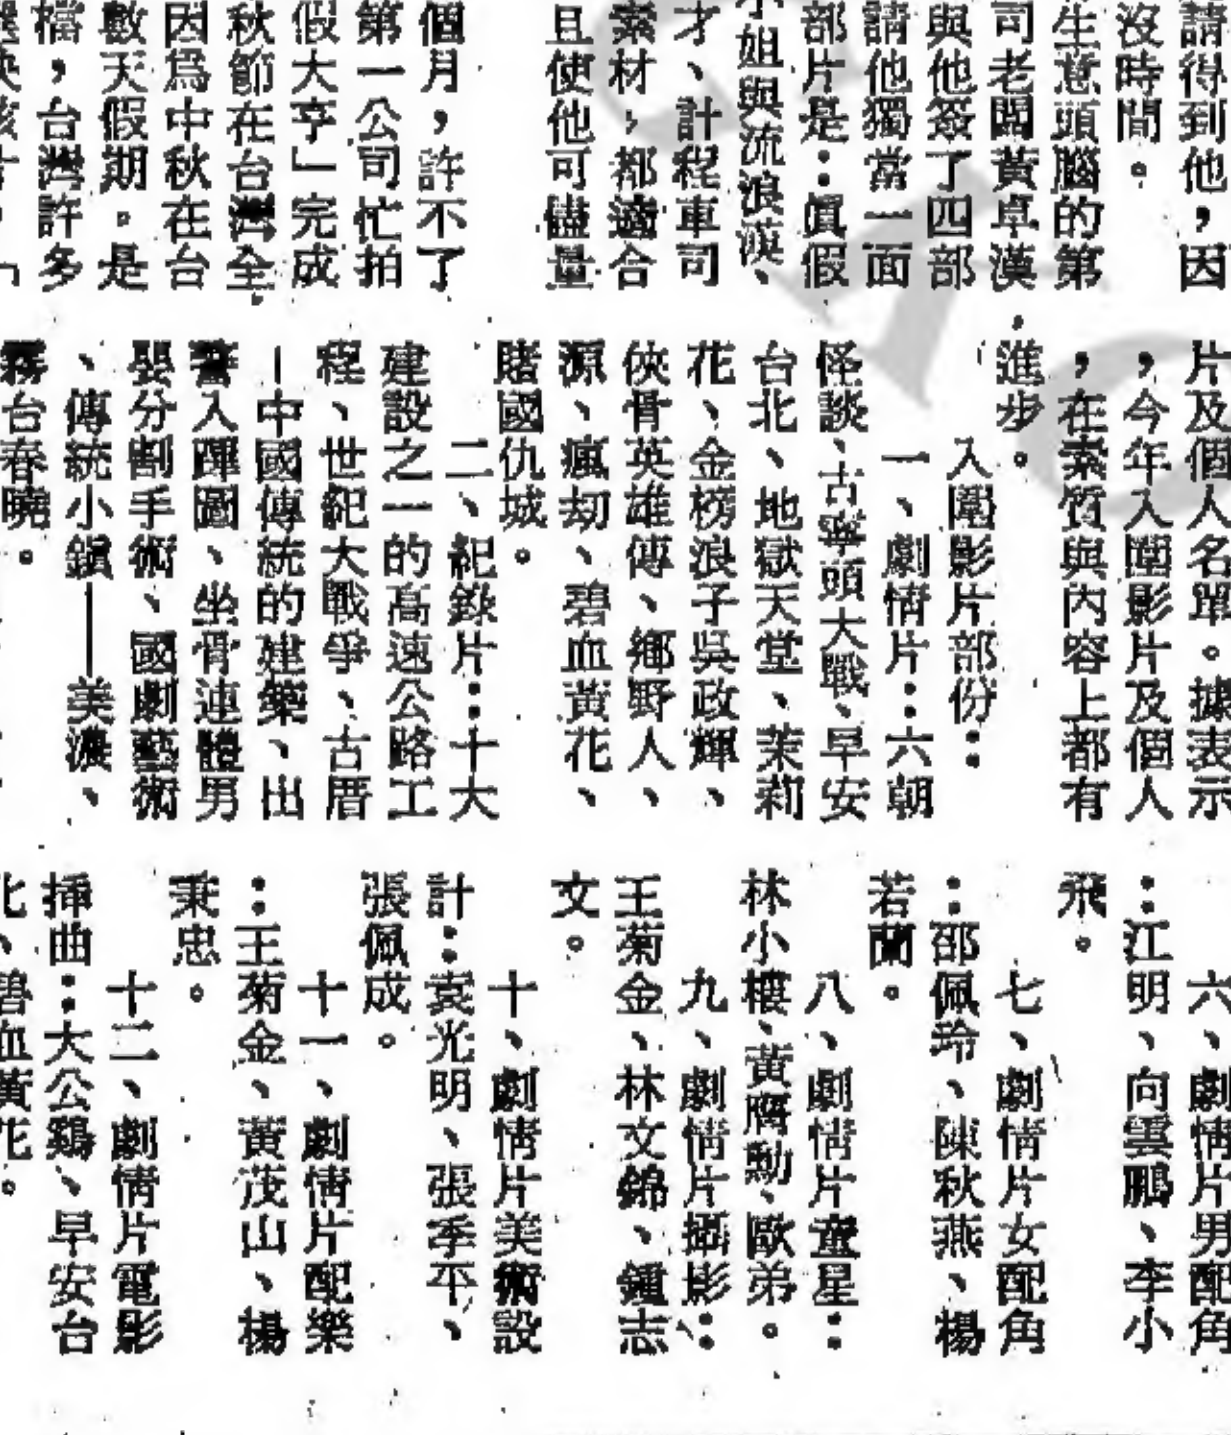 請得到他，因
沒時間。
生意頭腦的第
司老闆黃卓漢
與他簽了四部
請他獨當一面
部片是：眞假
小姐與流浪漢、
才、計程車司
素材，都適合
且使他可儘量
個月，許不了
第一公司忙拍
假大亨」完成
秋節在台灣全
因爲中秋在台
數天假期。是
檔，台灣許多
片及個人名單。據表示
，今年入圍影片及個人
，在素質與內容上都有
進步。
入圍影片部份：
一、劇情片：六朝
怪談、古寧頭大戰、早安
台北、地獄天堂、茉莉
花、金榜浪子吳政輝、
俠骨英雄傳、鄉野人、
源、瘋劫、碧血黃花、
賭國仇城。
二、紀錄片：十大
建設之一的高速公路工
程、世紀大戰爭、古厝
－中國傳統的建築、出
警入蹕圖、坐骨連體男
嬰分割手術、國劇藝術
、傳統小鎭——美濃、
霧台春曉。
六、劇情片男配角
：江明、向雲鵬、李小
飛。
七、劇情片女配角
：邵佩玲、陳秋燕、楊
若蘭。
八、劇情片童星：
林小樓、黃膺勳、歐弟。
九、劇情片攝影：
王菊金、林文錦、鍾志
文。
十、劇情片美術設
計：袁光明、張季平、
張佩成。
十一、劇情片配樂
：王菊金、黃茂山、楊
秉忠。
十二、劇情片電影
挿曲：大公鷄、早安台
北、碧血黃花。